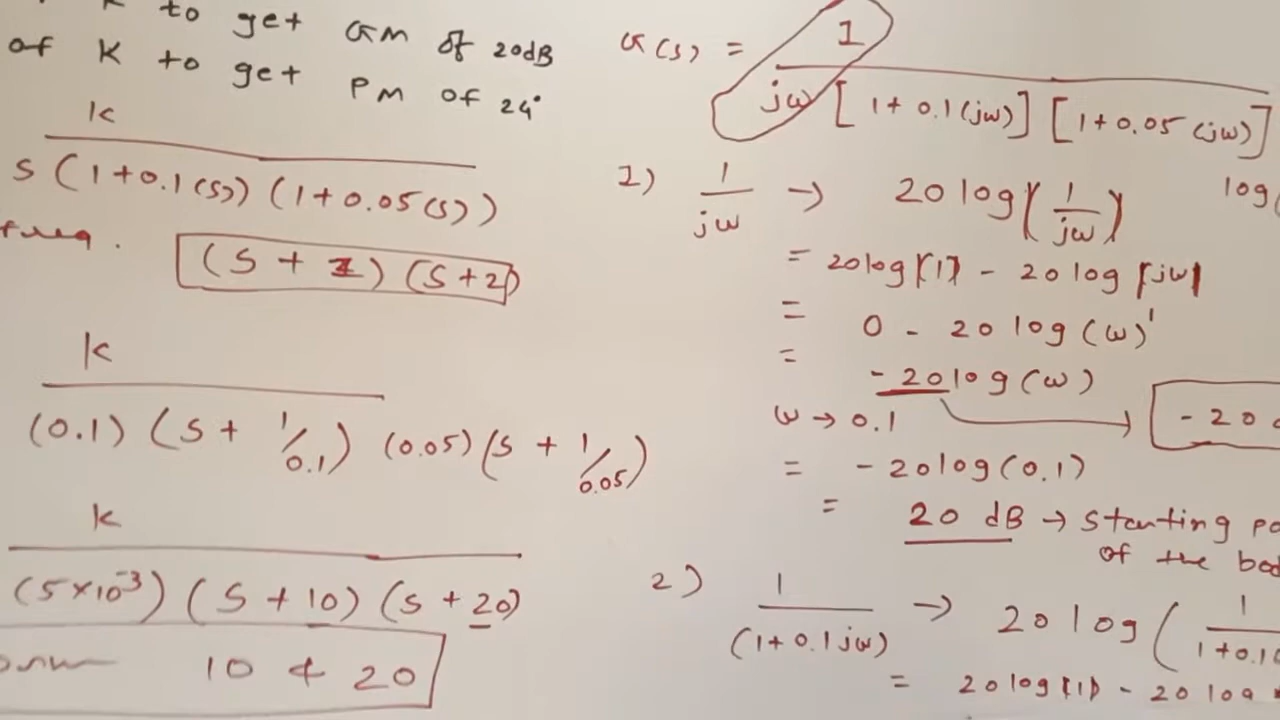 K to get GM of 20dB
of K to get PM of 24°
K
S (1+0.1(s)) (1+0.05(s))
freq.
(S + 1) (S+2)
K
(0.1) (S + 1/0.1) (0.05) (S + 1/0.05)
K
(5×10⁻³) (S + 10) (S + 20)
10 & 20
G(s) = 1
jω [1+0.1(jω)] [1+0.05(jω)]
1) 1/jω → 20 log|(1/jω)| log(
= 20log|(1)| - 20 log |jω|
= 0 - 20 log(ω)¹
= -20log(ω)
ω → 0.1 -20
= -20log(0.1)
= 20 dB → Starting
of the
2) 1/(1+0.1jω) → 20 log( 1/1+0.1
= 20log|(1)| - 20 log